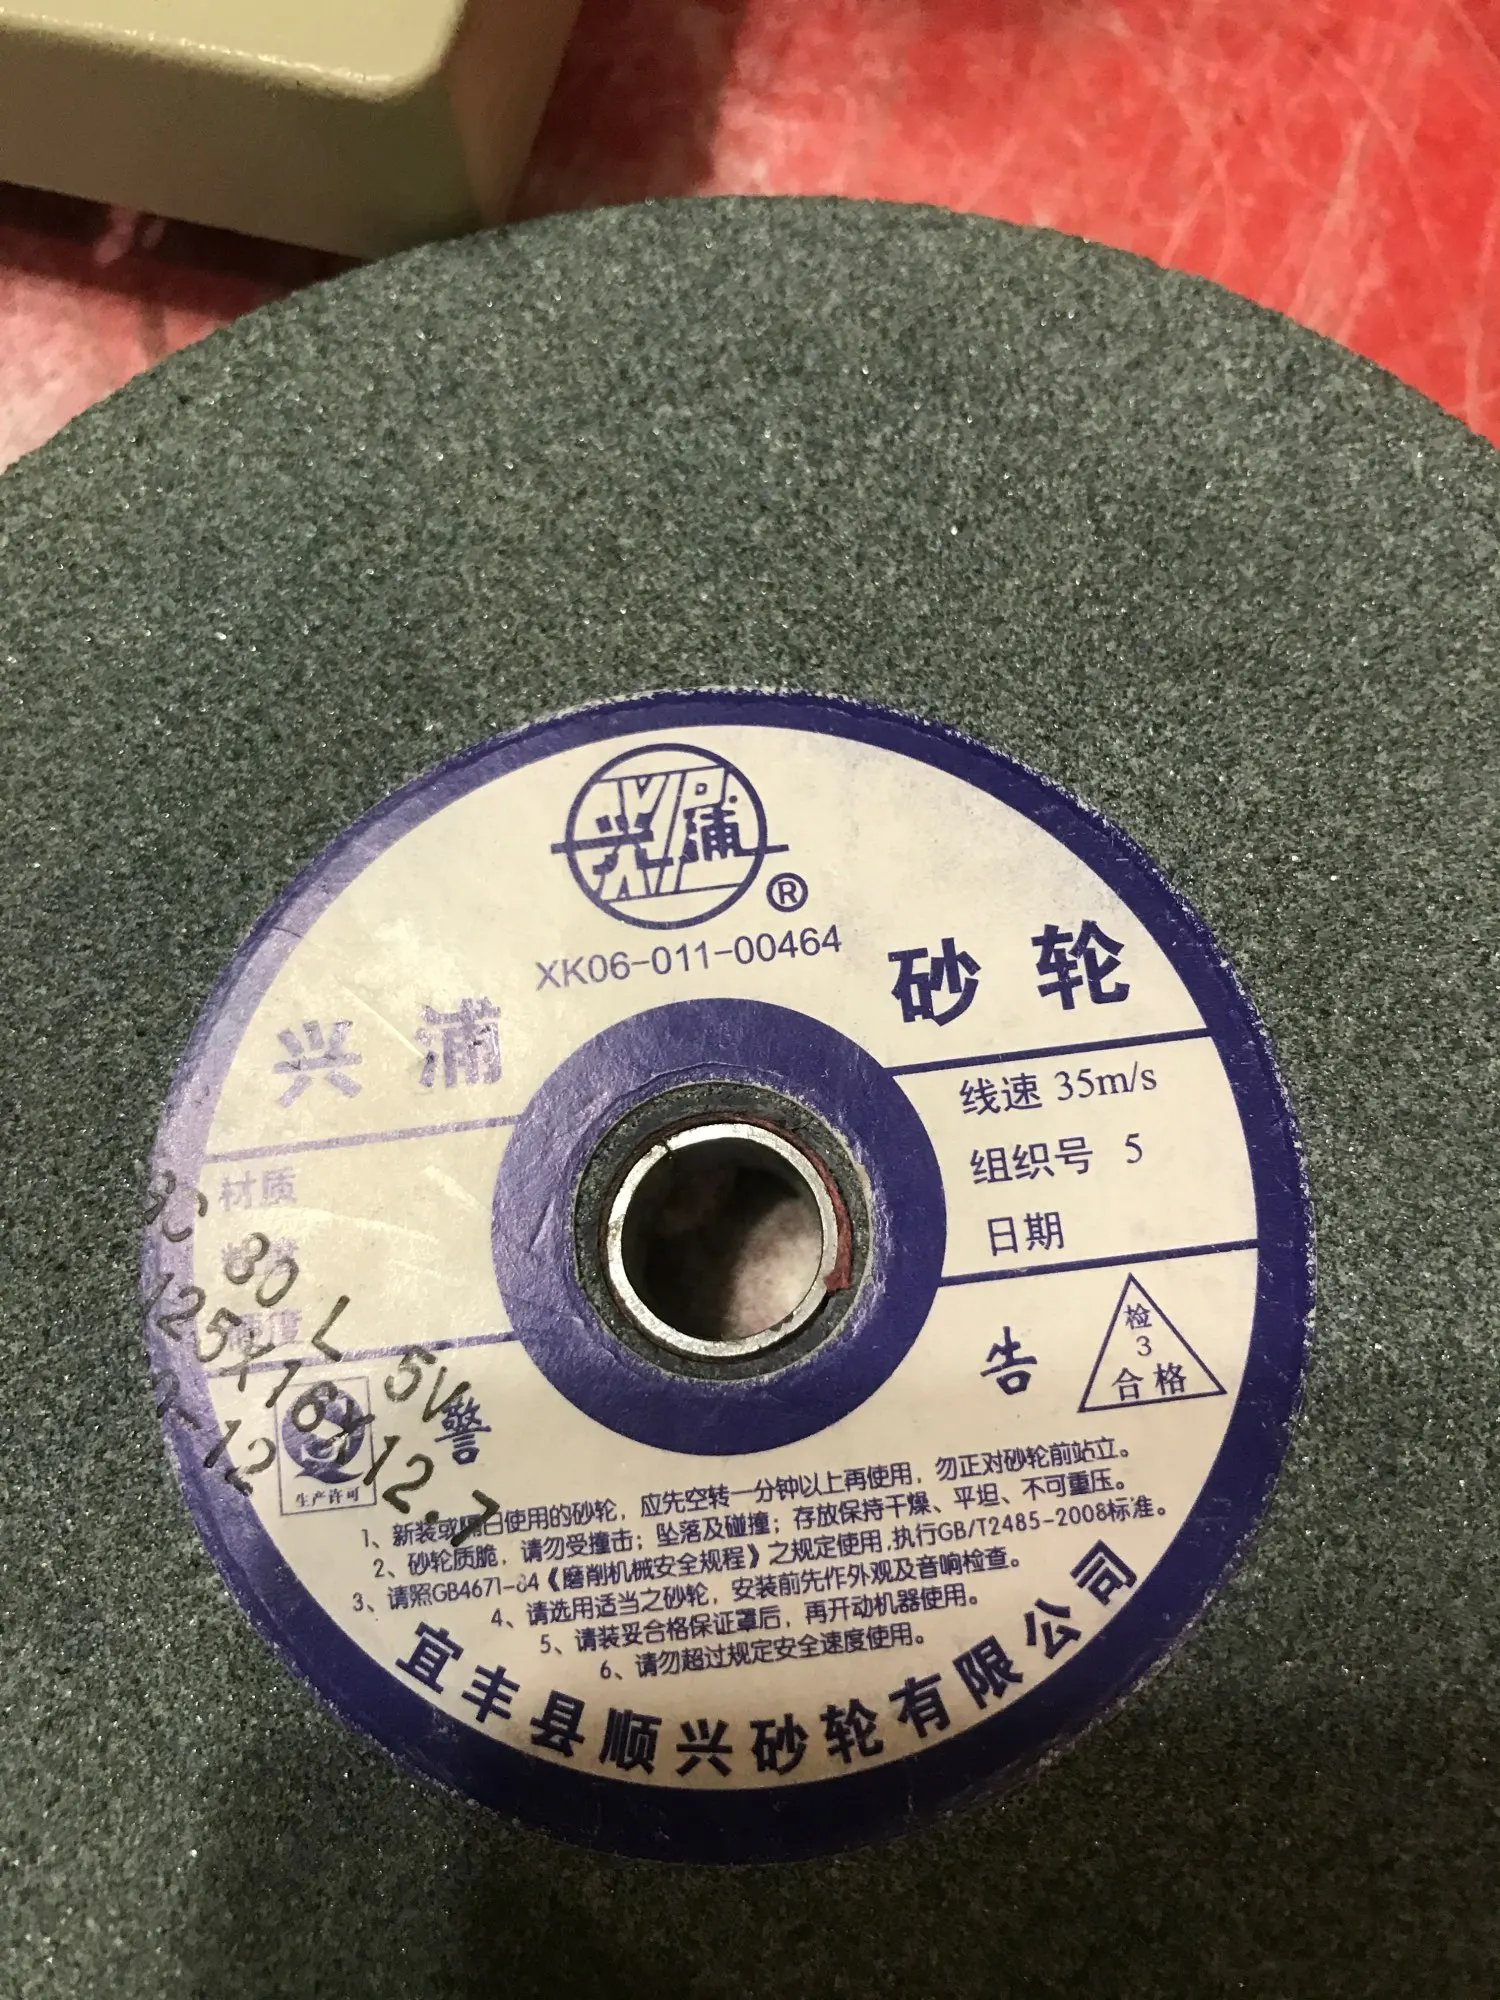 兴浦
®
XK06-011-00464
兴浦 砂轮
材质
硬度
线速 35m/s
组织号 5
日期
80 L 5V
125×16×12.7
生产许可
警告
检
3
合格
1、新装或隔日使用的砂轮，应先空转一分钟以上再使用，勿正对砂轮前站立。
2、砂轮质脆，请勿受撞击；坠落及碰撞；存放保持干燥、平坦、不可重压。
3、请照GB4671-84《磨削机械安全规程》之规定使用,执行GB/T2485-2008标准。
4、请选用适当之砂轮，安装前先作外观及音响检查。
5、请装妥合格保证罩后，再开动机器使用。
6、请勿超过规定安全速度使用。
宜丰县顺兴砂轮有限公司